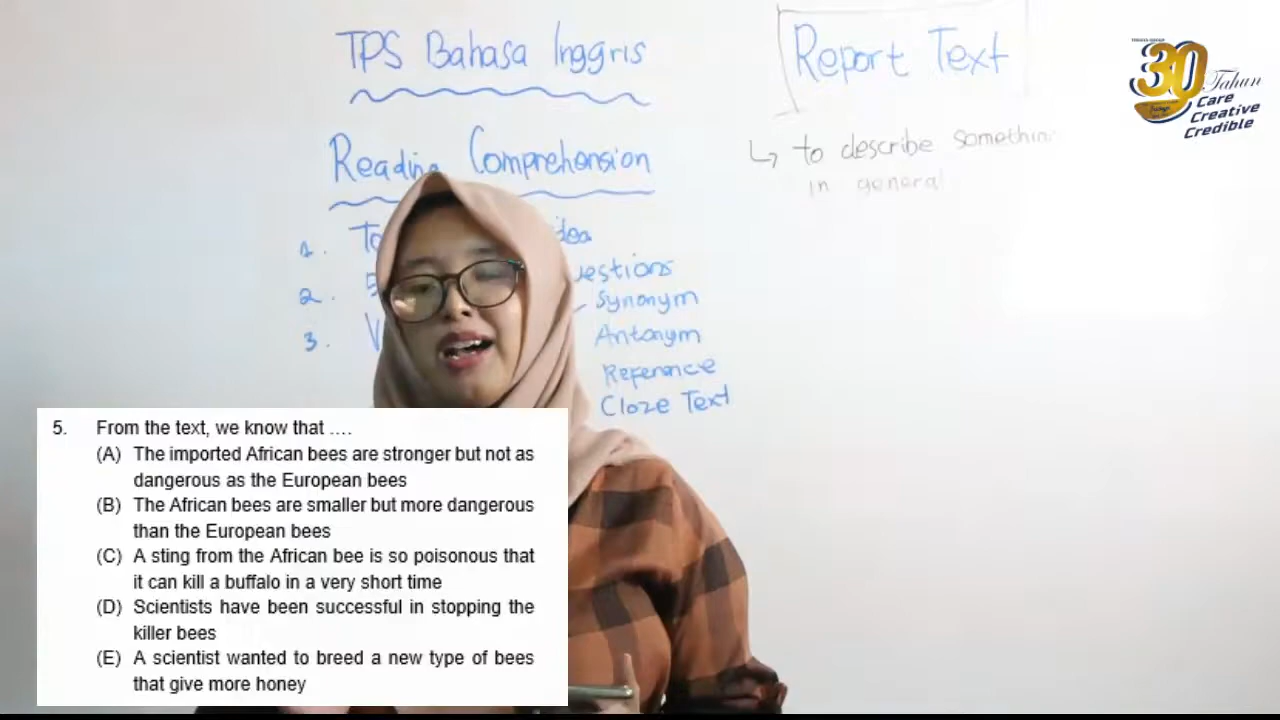 TPS Bahasa Inggris
Reading Comprehension
1.
idea
2.
3.
Synonym
Antonym
Reference
Cloze Text
Report Text
↳ to describe
in general
30
Tahun
Care
Creative
Credible
5. From the text, we know that ….
(A) The imported African bees are stronger but not as
dangerous as the European bees
(B) The African bees are smaller but more dangerous
than the European bees
(C) A sting from the African bee is so poisonous that
it can kill a buffalo in a very short time
(D) Scientists have been successful in stopping the
killer bees
(E) A scientist wanted to breed a new type of bees
that give more honey